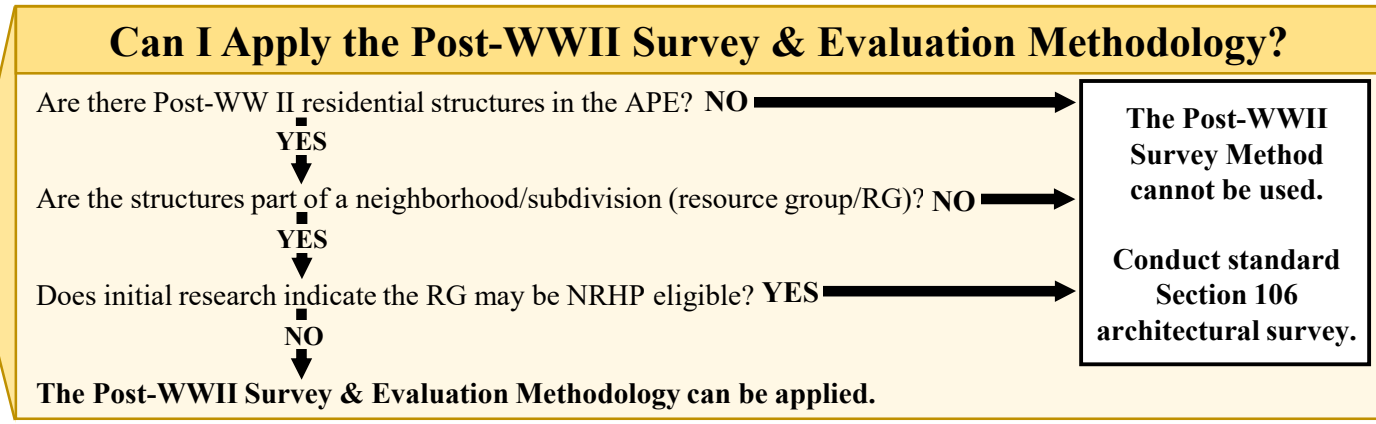 Can I Apply the Post-WWII Survey & Evaluation Methodology?
Are there Post-WW II residential structures in the APE? NO
YES
Are the structures part of a neighborhood/subdivision (resource group/RG)? NO
YES
Does initial research indicate the RG may be NRHP eligible? YES
NO
The Post-WWII Survey & Evaluation Methodology can be applied.
The Post-WWII
Survey Method
cannot be used.
Conduct standard
Section 106
architectural survey.